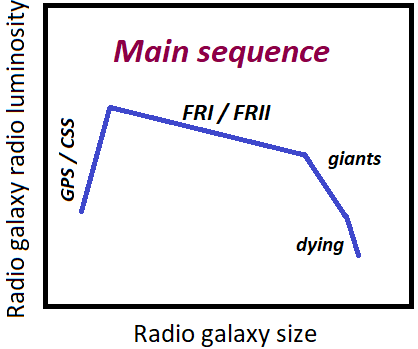 Main sequence
FRI / FRII
GPS / CSS
giants
dying
Radio galaxy radio luminosity
Radio galaxy size